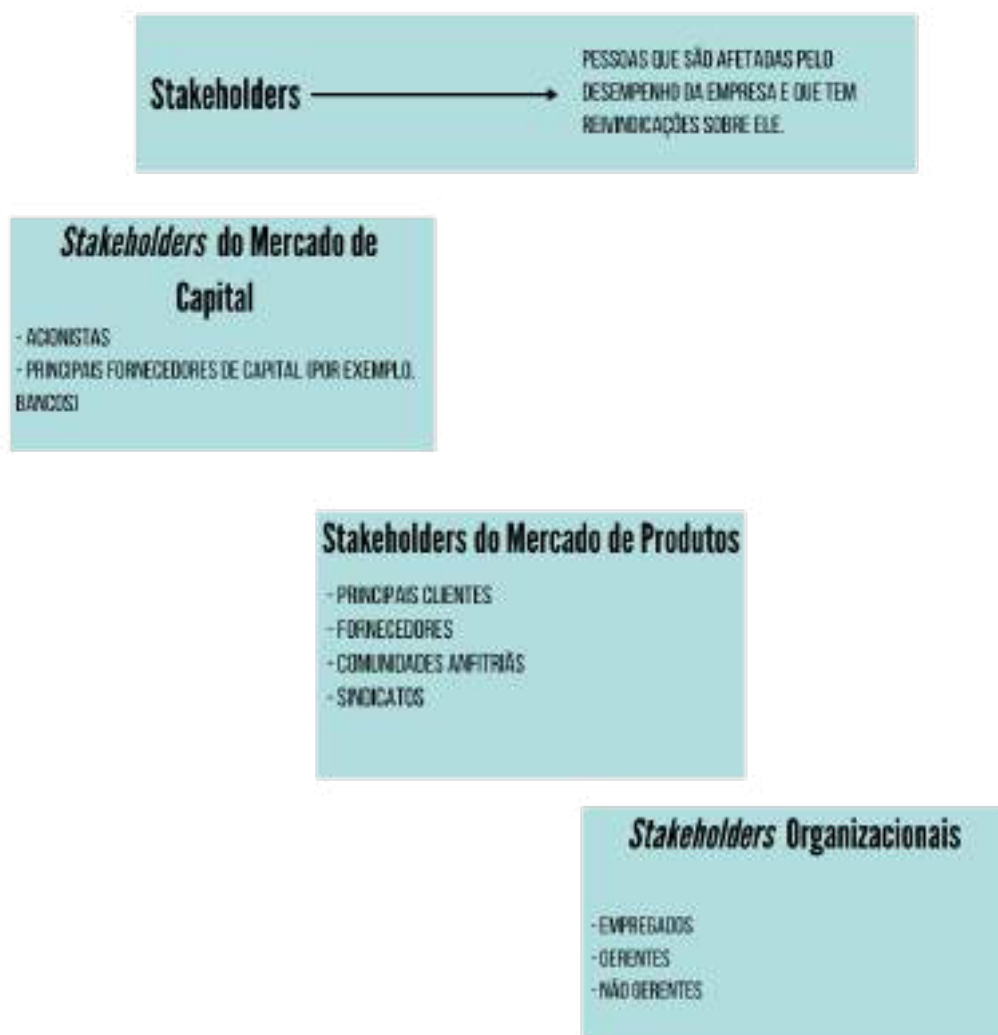 Stakeholders
PESSOAS QUE SÃO AFETADAS PELO
DESEMPENHO DA EMPRESA E QUE TEM
REIVINDICAÇÕES SOBRE ELE.
Stakeholders do Mercado de
Capital
- ACIONISTAS
- PRINCIPAIS FORNECEDORES DE CAPITAL (POR EXEMPLO,
BANCOS)
Stakeholders do Mercado de Produtos
- PRINCIPAIS CLIENTES
- FORNECEDORES
- COMUNIDADES ANFITRIÃS
- SINDICATOS
Stakeholders Organizacionais
- EMPREGADOS
- GERENTES
- NÃO GERENTES